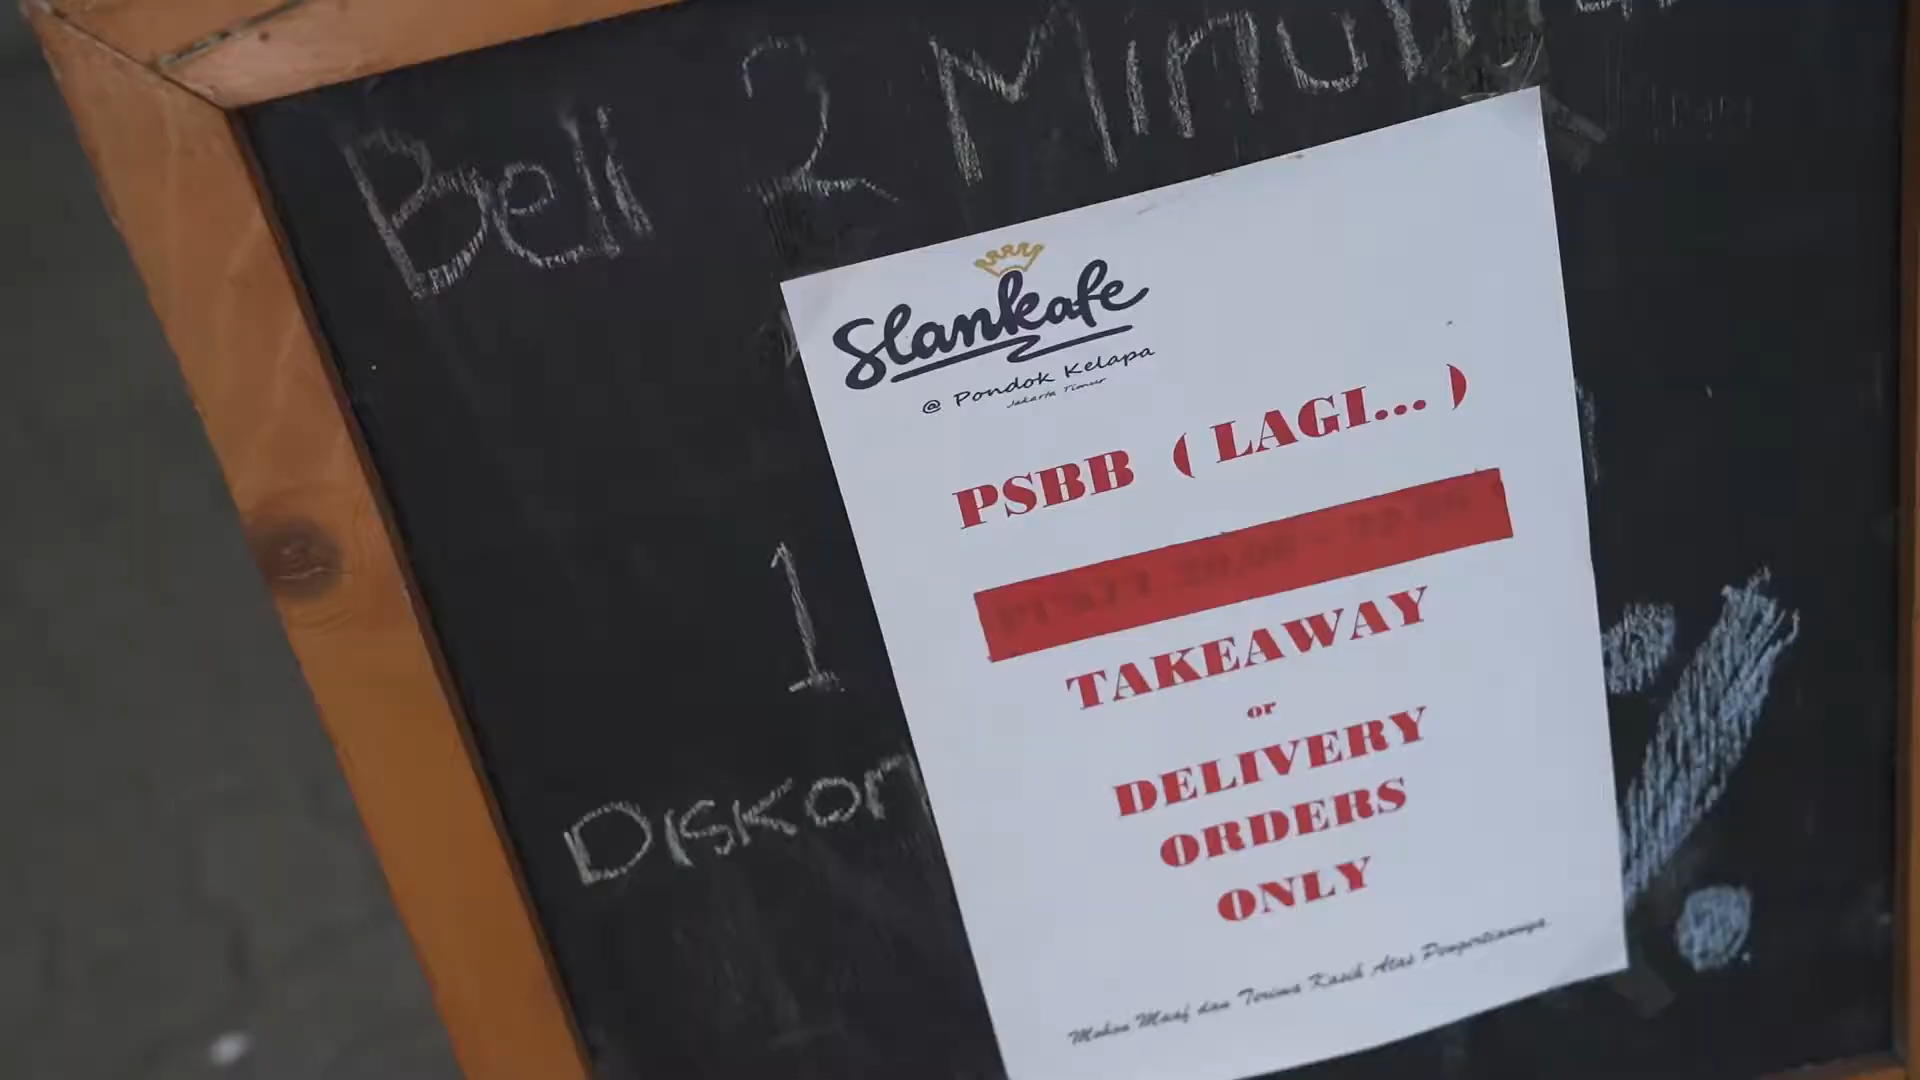 Beli 2 Minum
Slankafe
@ Pondok Kelapa
Jakarta Timur
PSBB ( LAGI... )
TAKEAWAY
or
DELIVERY
ORDERS
ONLY
Mohon Maaf dan Terima Kasih Atas Pengertiannya
1
Diskon
%